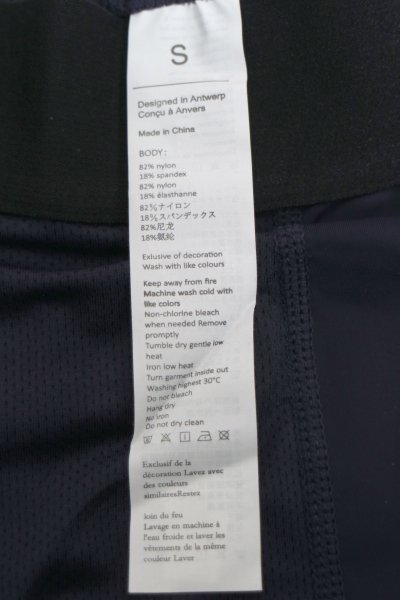 S
Designed in Antwerp
Conçu à Anvers
Made in China
BODY:
82% nylon
18% spandex
82% nylon
18% élasthanne
82%ナイロン
18%スパンデックス
82%尼龙
18%氨纶
Exlusive of decoration
Wash with like colours
Keep away from fire
Machine wash cold with
like colors
Non-chlorine bleach
when needed Remove
promptly
Tumble dry gentle low
heat
Iron low heat
Turn garment inside out
Washing highest 30°C
Do not bleach
Hang dry
No iron
Do not dry clean
Exclusif de la
décoration Lavez avec
des couleurs
similairesRestez
loin du feu
Lavage en machine à
l'eau froide et laver les
vêtements de la même
couleur Laver